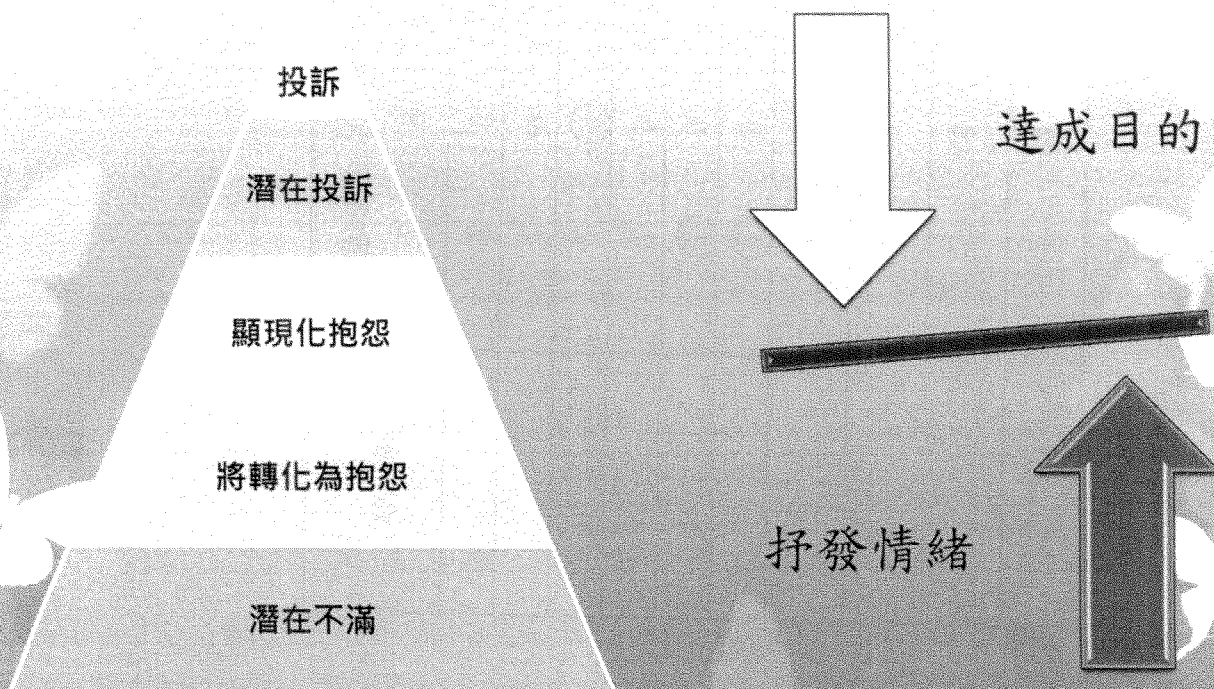 投訴
達成目的
潛在投訴
顯現化抱怨
將轉化為抱怨
抒發情緒
潛在不滿